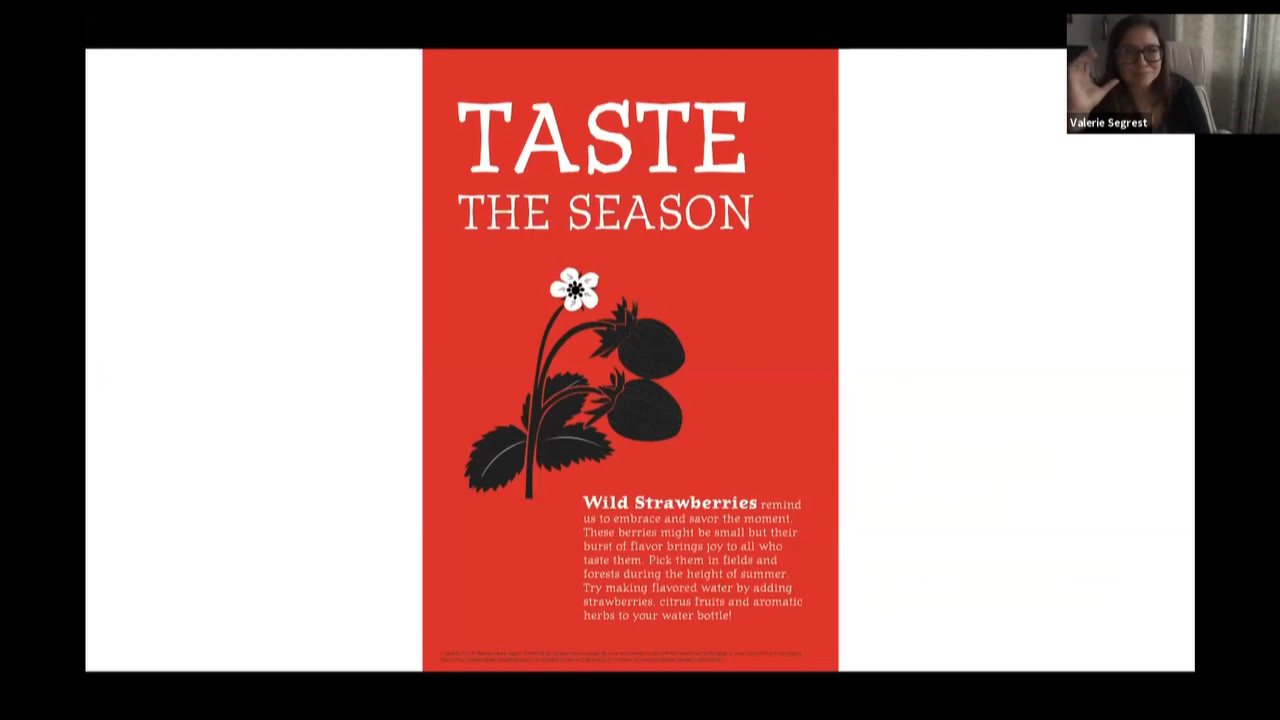 TASTE
THE SEASON
Wild Strawberries remind
us to embrace and savor the moment.
These berries might be small but their
burst of flavor brings joy to all who
taste them. Pick them in fields and
forests during the height of summer.
Try making flavored water by adding
strawberries, citrus fruits and aromatic
herbs to your water bottle!
Valerie Segrest